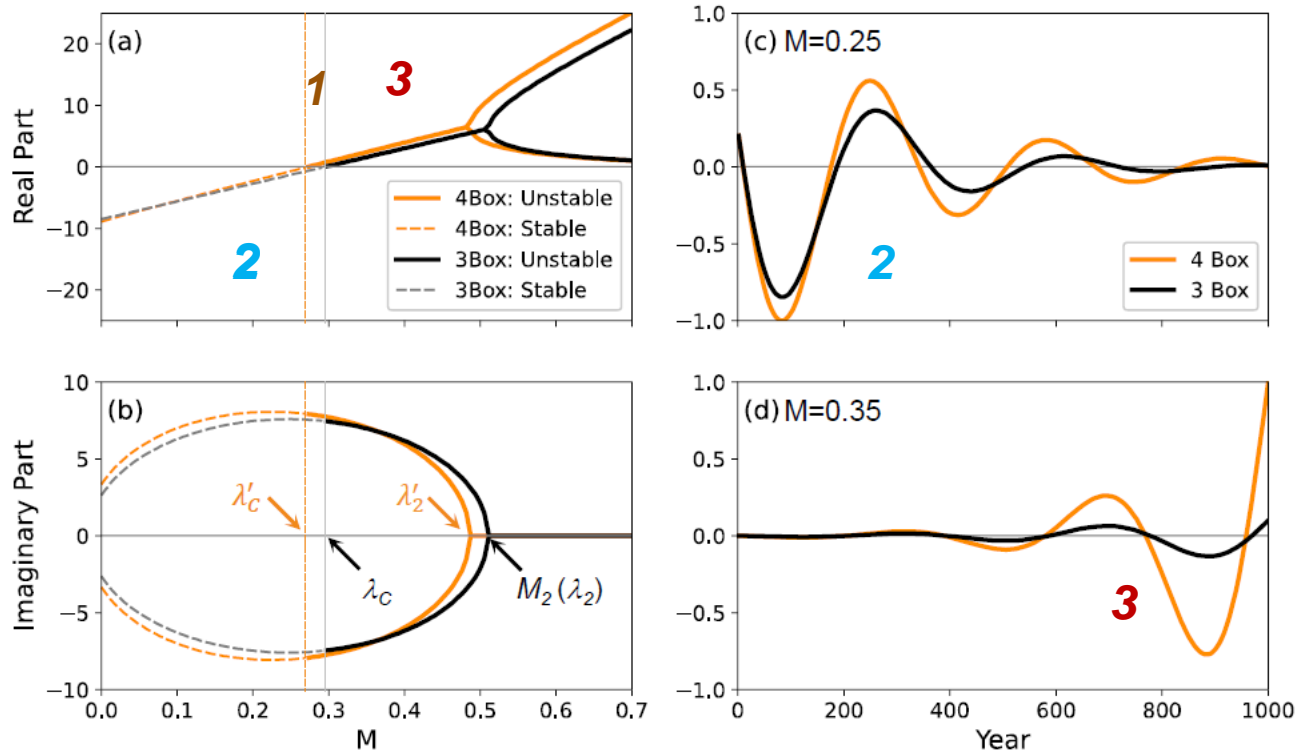 (a)
1
3
2
Real Part
20
10
0
−10
−20
4Box: Unstable
4Box: Stable
3Box: Unstable
3Box: Stable
(c) M=0.25
2
1.0
0.5
0.0
−0.5
−1.0
4 Box
3 Box
(b)
Imaginary Part
10
5
0
−5
−10
λ′C
λ′2
λC
M2(λ2)
0.0 0.1 0.2 0.3 0.4 0.5 0.6 0.7
M
(d) M=0.35
3
1.0
0.5
0.0
−0.5
−1.0
0 200 400 600 800 1000
Year